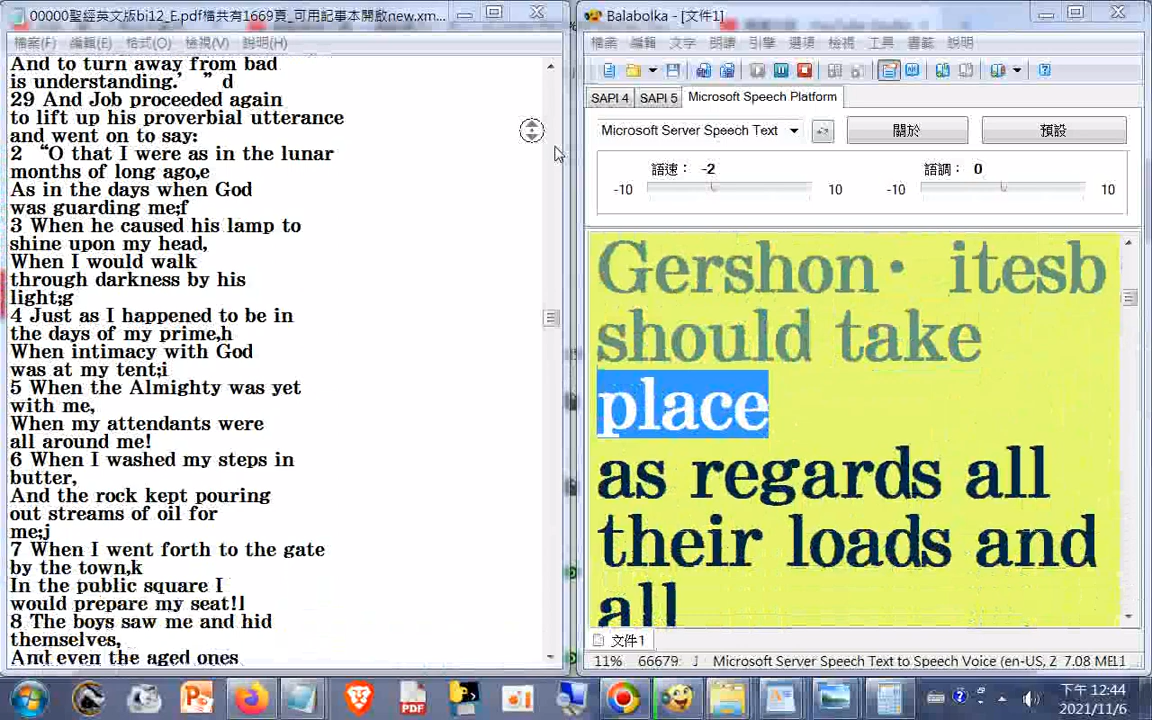 00000聖經英文版bi12_E.pdf檔共有1669頁_可用記事本開啟new.xm...
檔案(F) 編輯(E) 格式(O) 檢視(V) 說明(H)
And to turn away from bad
is understanding.’ ” d
29 And Job proceeded again
to lift up his proverbial utterance
and went on to say:
2 “O that I were as in the lunar
months of long ago,e
As in the days when God
was guarding me;f
3 When he caused his lamp to
shine upon my head,
When I would walk
through darkness by his
light;g
4 Just as I happened to be in
the days of my prime,h
When intimacy with God
was at my tent;i
5 When the Almighty was yet
with me,
When my attendants were
all around me!
6 When I washed my steps in
butter,
And the rock kept pouring
out streams of oil for
me;j
7 When I went forth to the gate
by the town,k
In the public square I
would prepare my seat!l
8 The boys saw me and hid
themselves,
And even the aged ones
Balabolka - [文件1]
檔案 編輯 文字 朗讀 引擎 選項 檢視 工具 書籤 說明
SAPI 4 SAPI 5 Microsoft Speech Platform
Microsoft Server Speech Text 關於 預設
語速： -2 語調： 0
-10 10 -10 10
Gershon· itesb
should take
place
as regards all
their loads and
all
文件1
11% 66679: Microsoft Server Speech Text to Speech Voice (en-US, 2 7.08 ME
下午 12:44
2021/11/6